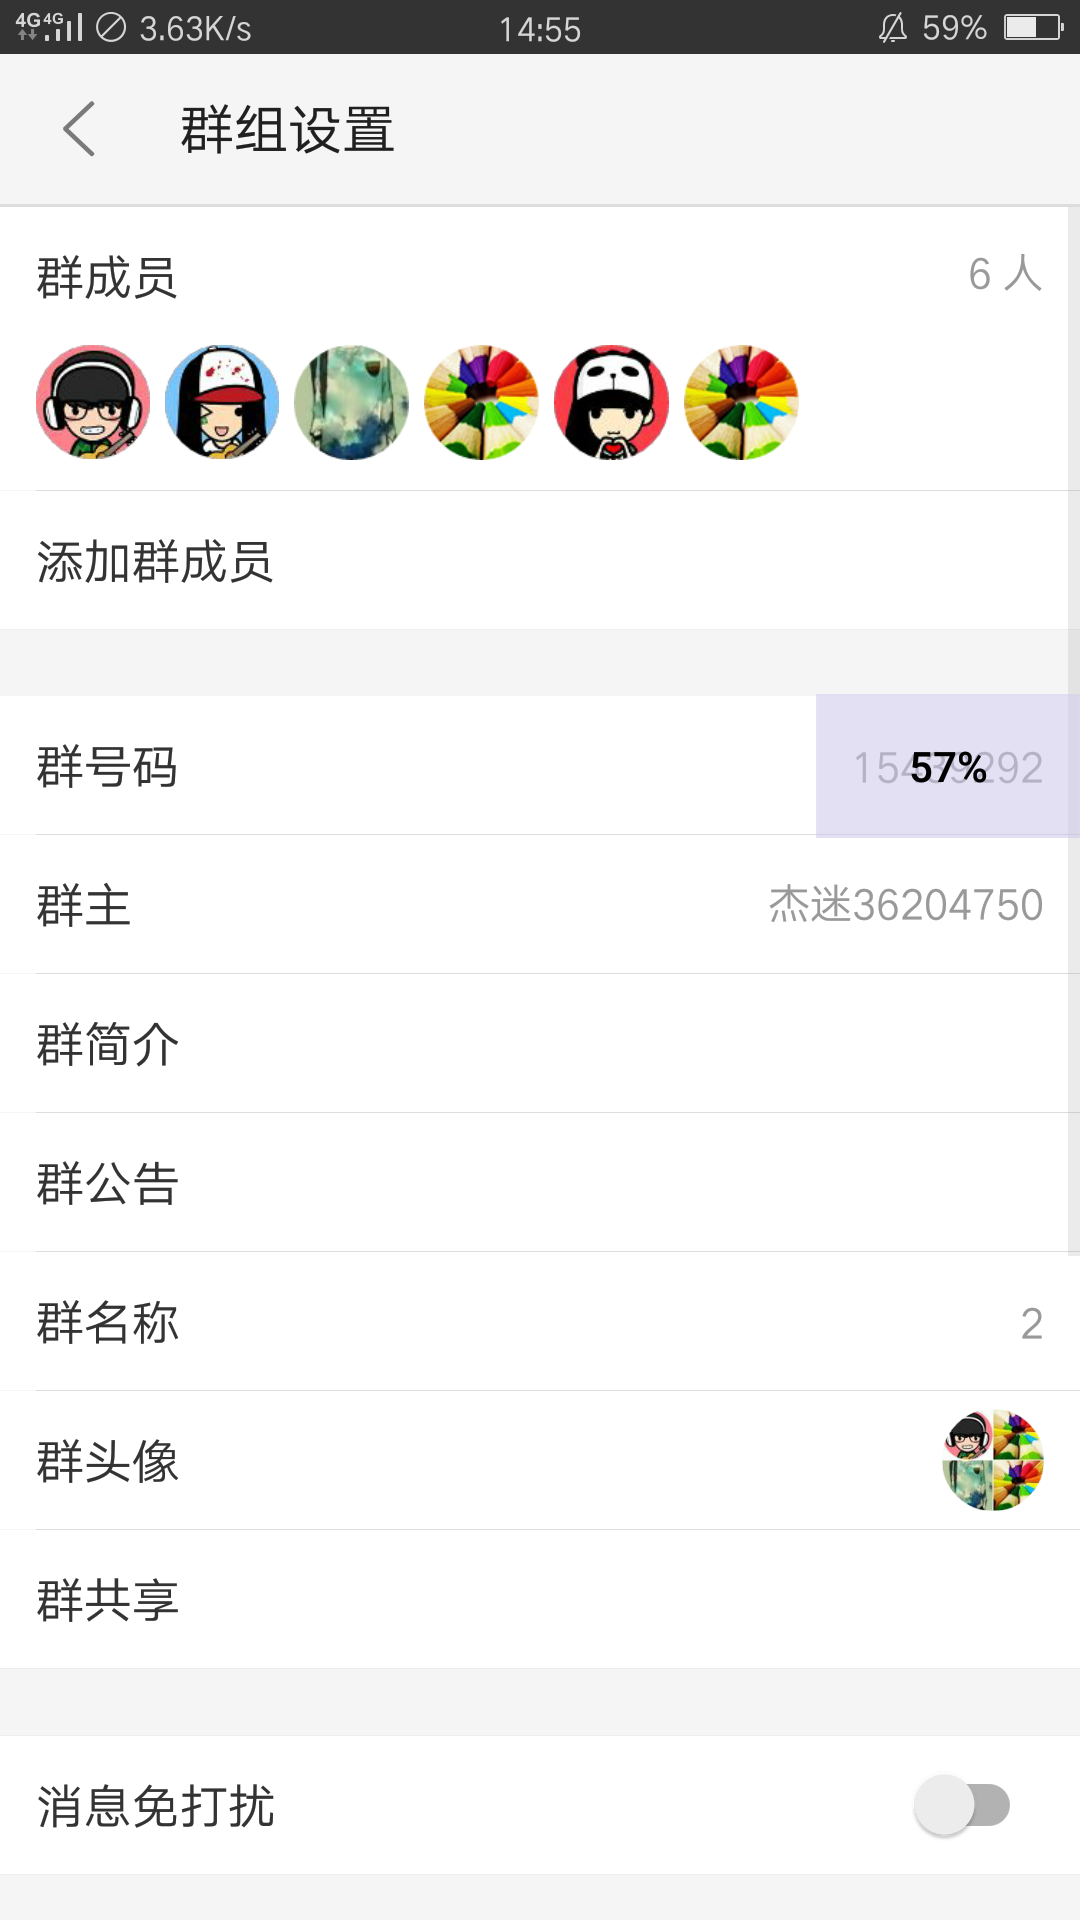 4G 4G 3.63K/s 14:55 59%
群组设置
群成员 6 人
添加群成员
群号码 57%
群主 杰迷36204750
群简介
群公告
群名称 2
群头像
群共享
消息免打扰